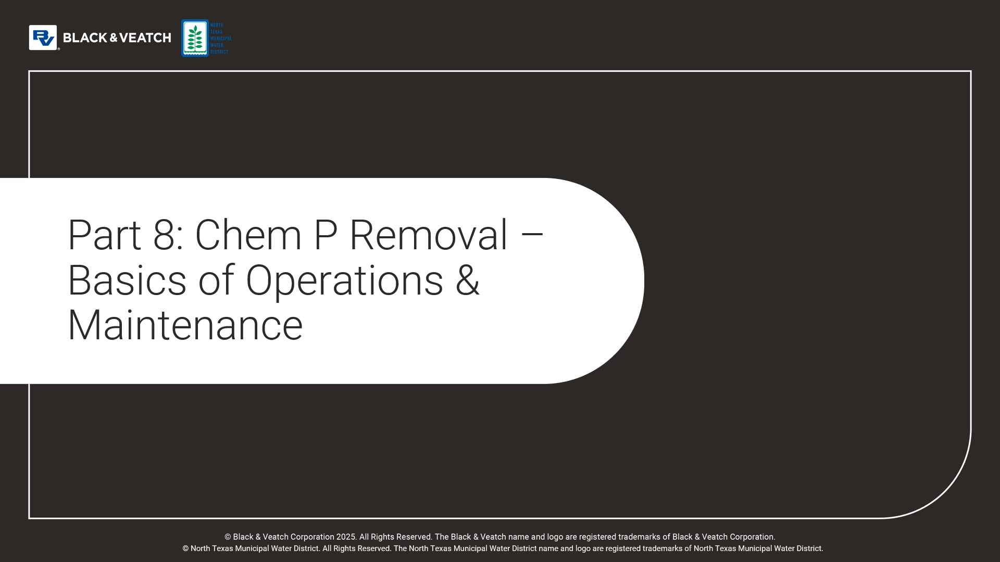 BLACK & VEATCH
NORTH
TEXAS
MUNICIPAL
WATER
DISTRICT
Part 8: Chem P Removal –
Basics of Operations &
Maintenance
© Black & Veatch Corporation 2025. All Rights Reserved. The Black & Veatch name and logo are registered trademarks of Black & Veatch Corporation.
© North Texas Municipal Water District. All Rights Reserved. The North Texas Municipal Water District name and logo are registered trademarks of North Texas Municipal Water District.